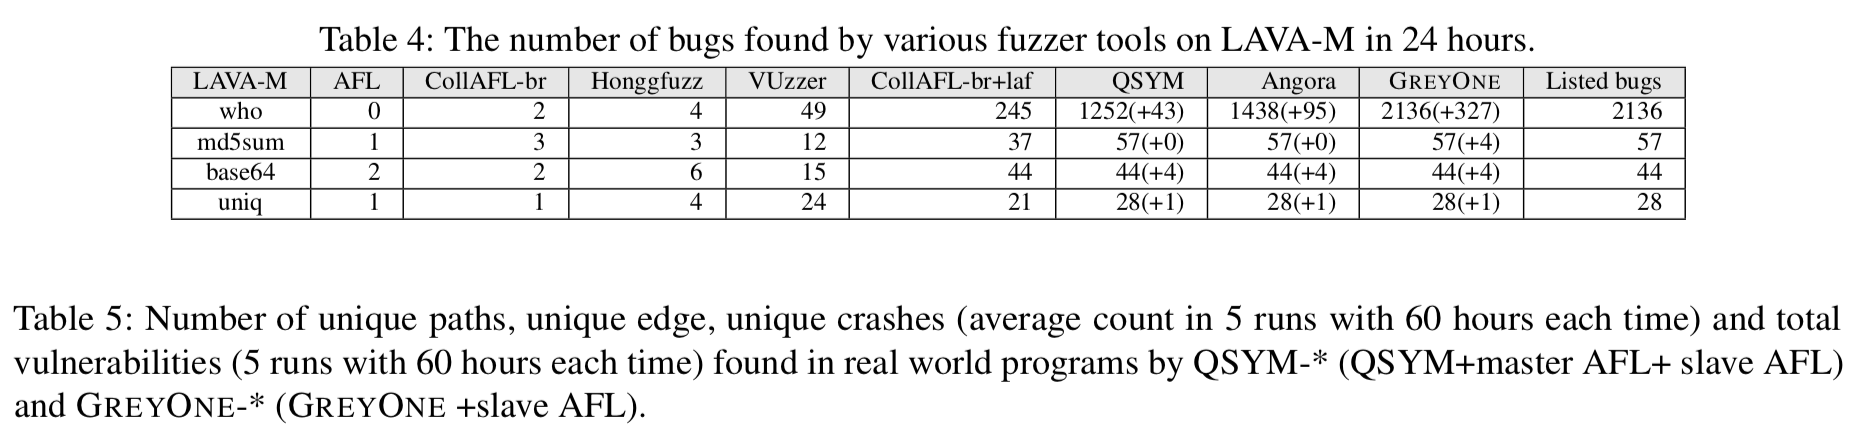 Table 4: The number of bugs found by various fuzzer tools on LAVA-M in 24 hours.
LAVA-M AFL CollAFL-br Honggfuzz VUzzer CollAFL-br+laf QSYM Angora GREYONE Listed bugs
who 0 2 4 49 245 1252(+43) 1438(+95) 2136(+327) 2136
md5sum 1 3 3 12 37 57(+0) 57(+0) 57(+4) 57
base64 2 2 6 15 44 44(+4) 44(+4) 44(+4) 44
uniq 1 1 4 24 21 28(+1) 28(+1) 28(+1) 28
Table 5: Number of unique paths, unique edge, unique crashes (average count in 5 runs with 60 hours each time) and total
vulnerabilities (5 runs with 60 hours each time) found in real world programs by QSYM-* (QSYM+master AFL+ slave AFL)
and GREYONE-* (GREYONE +slave AFL).